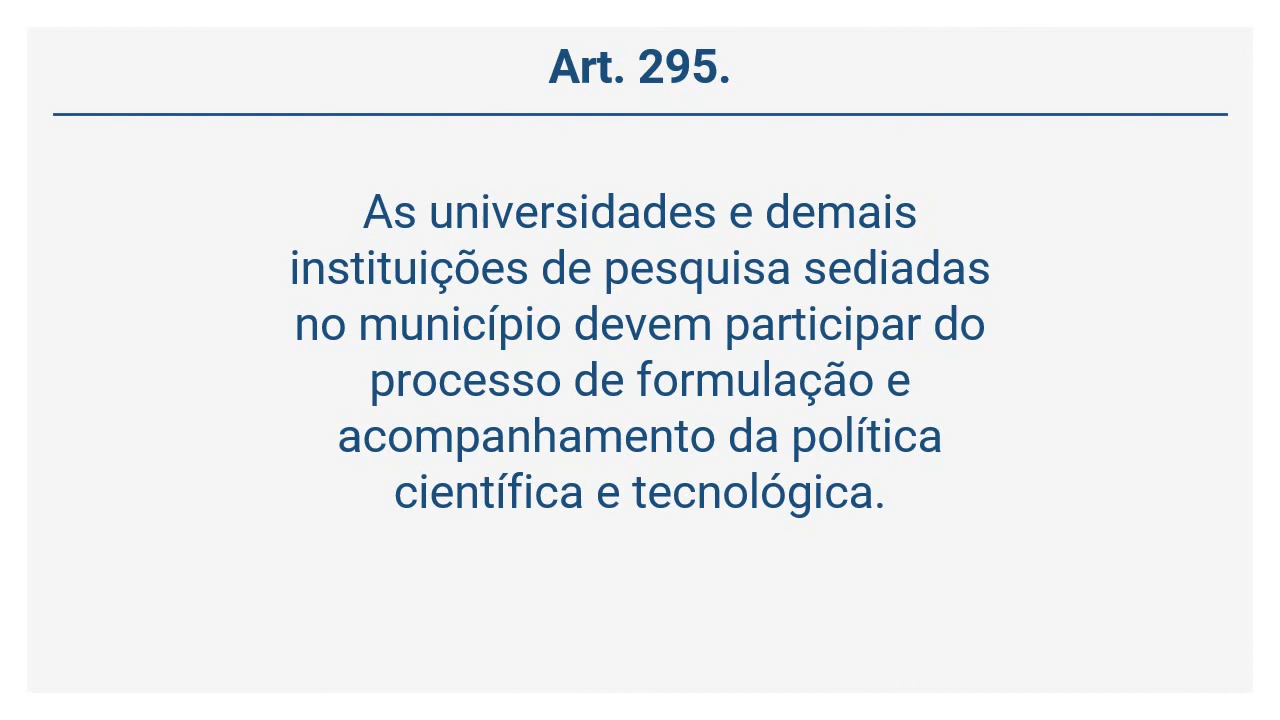 Art. 295.
As universidades e demais
instituições de pesquisa sediadas
no município devem participar do
processo de formulação e
acompanhamento da política
científica e tecnológica.